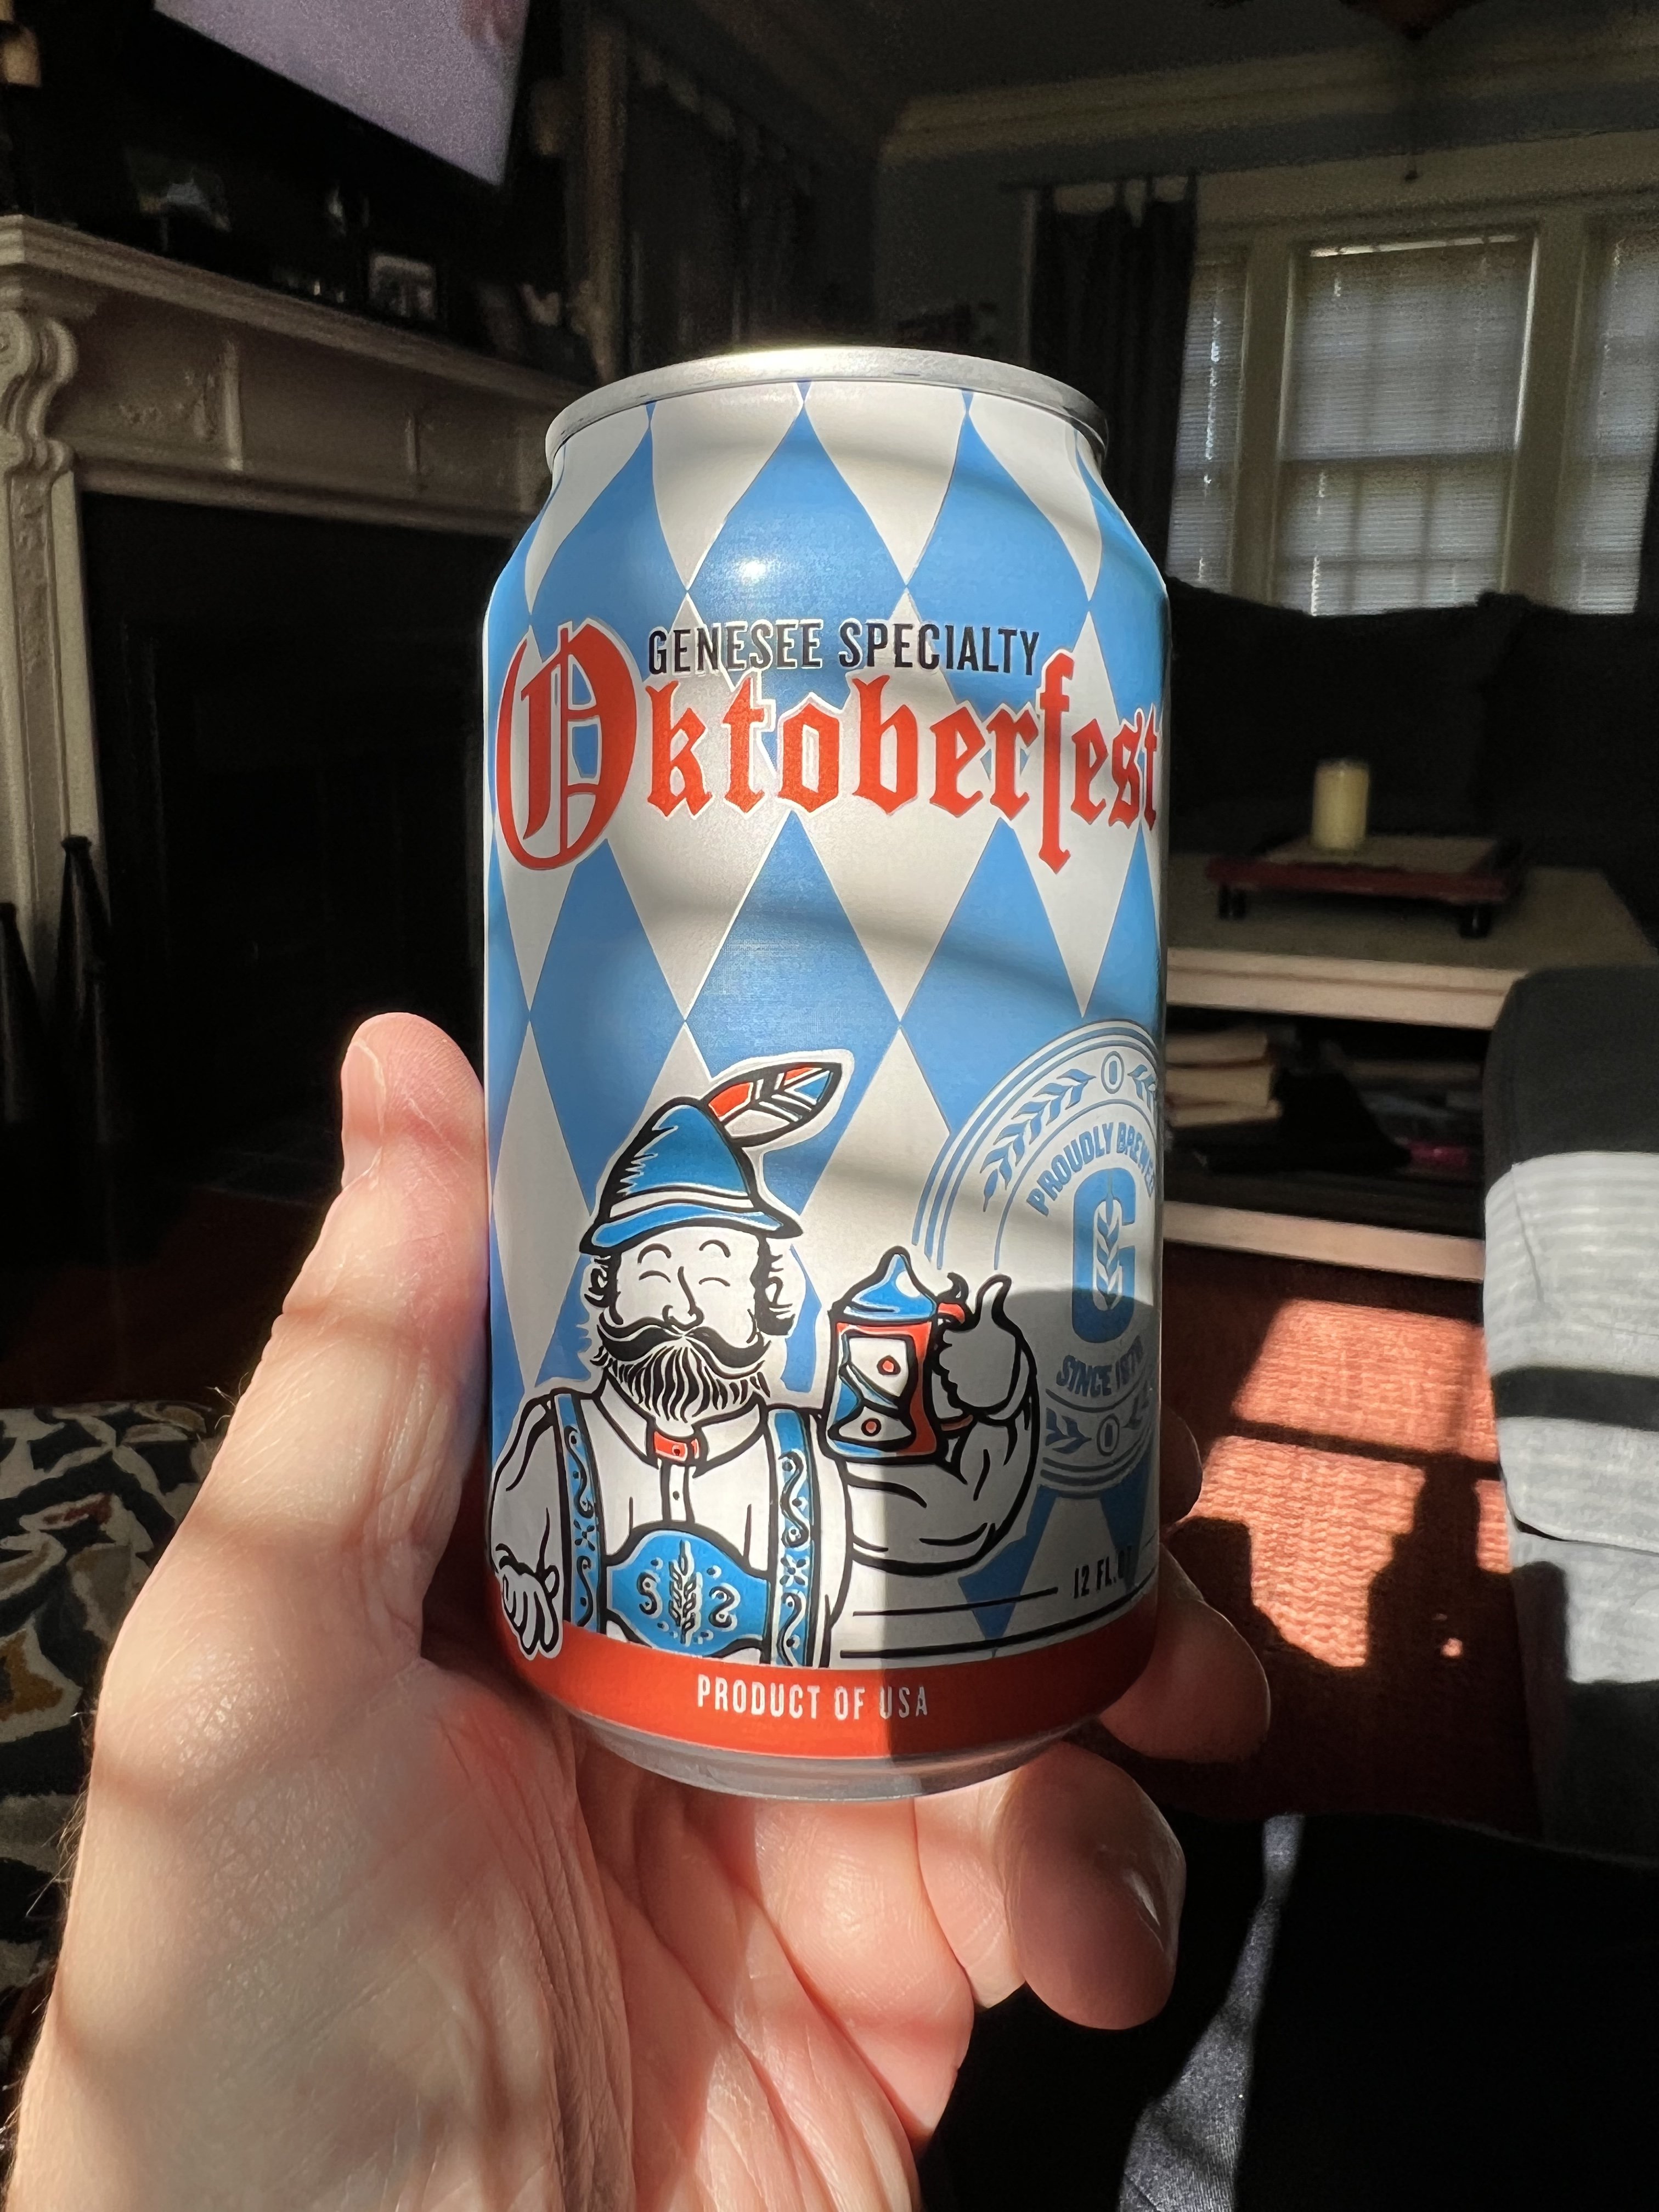 GENESEE SPECIALTY
Oktoberfest
PROUDLY BREWED
G
SINCE 1878
S S
12 FL.OZ
PRODUCT OF USA